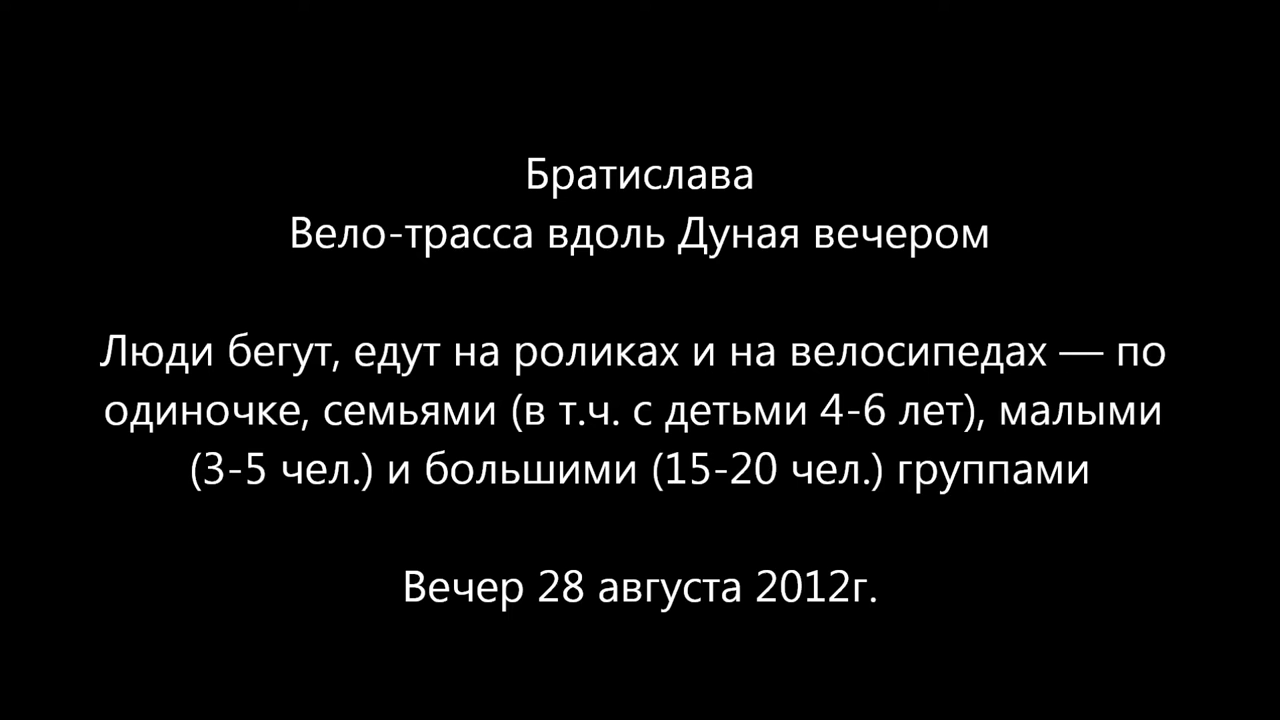 Братислава
Вело-трасса вдоль Дуная вечером
Люди бегут, едут на роликах и на велосипедах — по
одиночке, семьями (в т.ч. с детьми 4-6 лет), малыми
(3-5 чел.) и большими (15-20 чел.) группами
Вечер 28 августа 2012г.